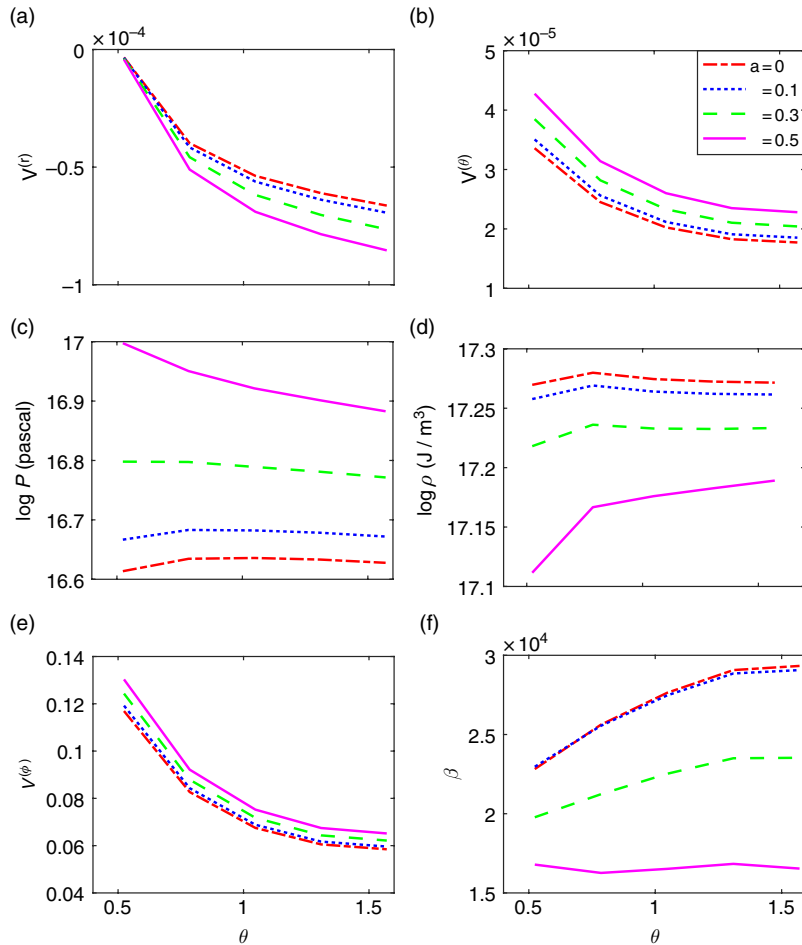 (a)
×10⁻⁴
0
−0.5
−1
V⁽ʳ⁾
(b)
×10⁻⁵
5
4
3
2
1
V⁽θ⁾
a = 0
= 0.1
= 0.3
= 0.5
(c)
17
16.9
16.8
16.7
16.6
log P (pascal)
(d)
17.3
17.25
17.2
17.15
17.1
log ρ (J / m³)
(e)
0.14
0.12
0.1
0.08
0.06
0.04
V⁽ϕ⁾
0.5 1 1.5
θ
(f)
×10⁴
3
2.5
2
1.5
β
0.5 1 1.5
θ